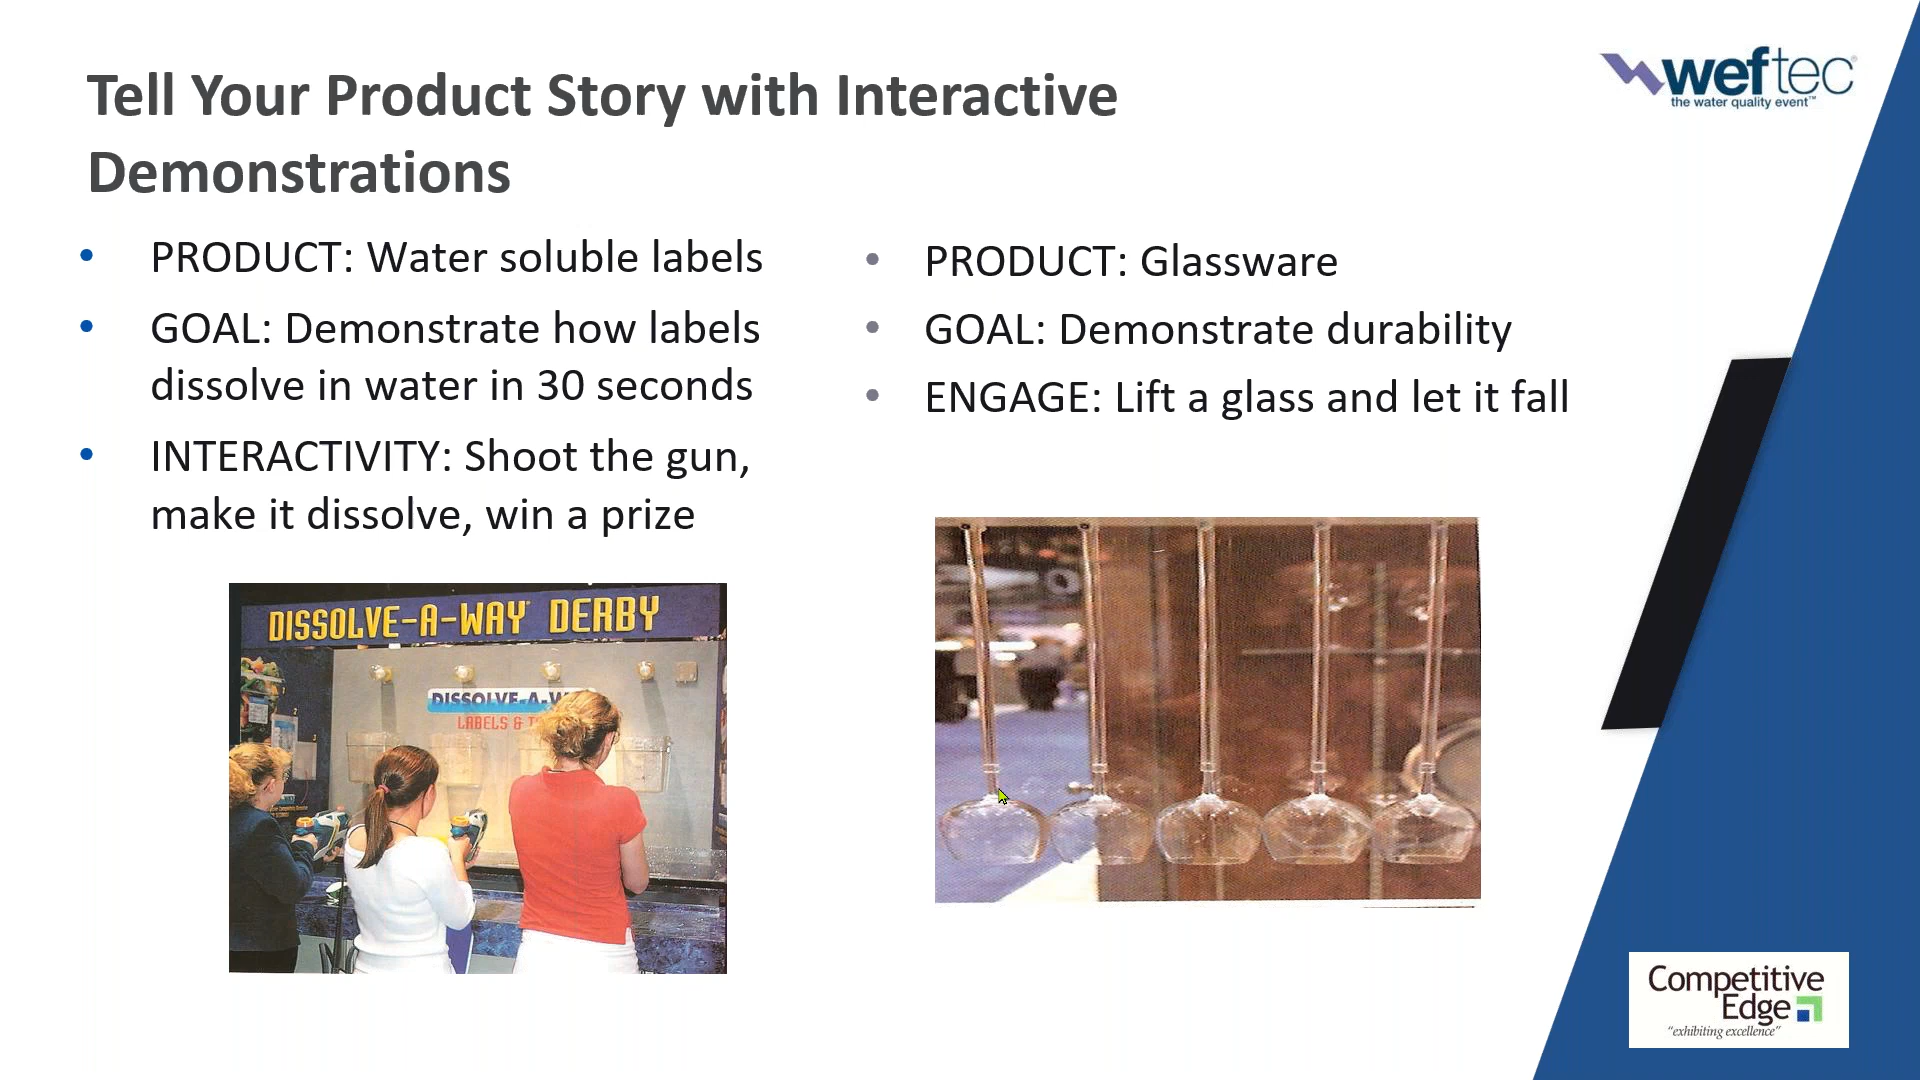 Tell Your Product Story with Interactive
Demonstrations
weftec
the water quality event™
• PRODUCT: Water soluble labels
• GOAL: Demonstrate how labels
dissolve in water in 30 seconds
• INTERACTIVITY: Shoot the gun,
make it dissolve, win a prize
• PRODUCT: Glassware
• GOAL: Demonstrate durability
• ENGAGE: Lift a glass and let it fall
DISSOLVE-A-WAY DERBY
DISSOLVE-A-W
LABELS & T
Competitive
Edge
"exhibiting excellence"